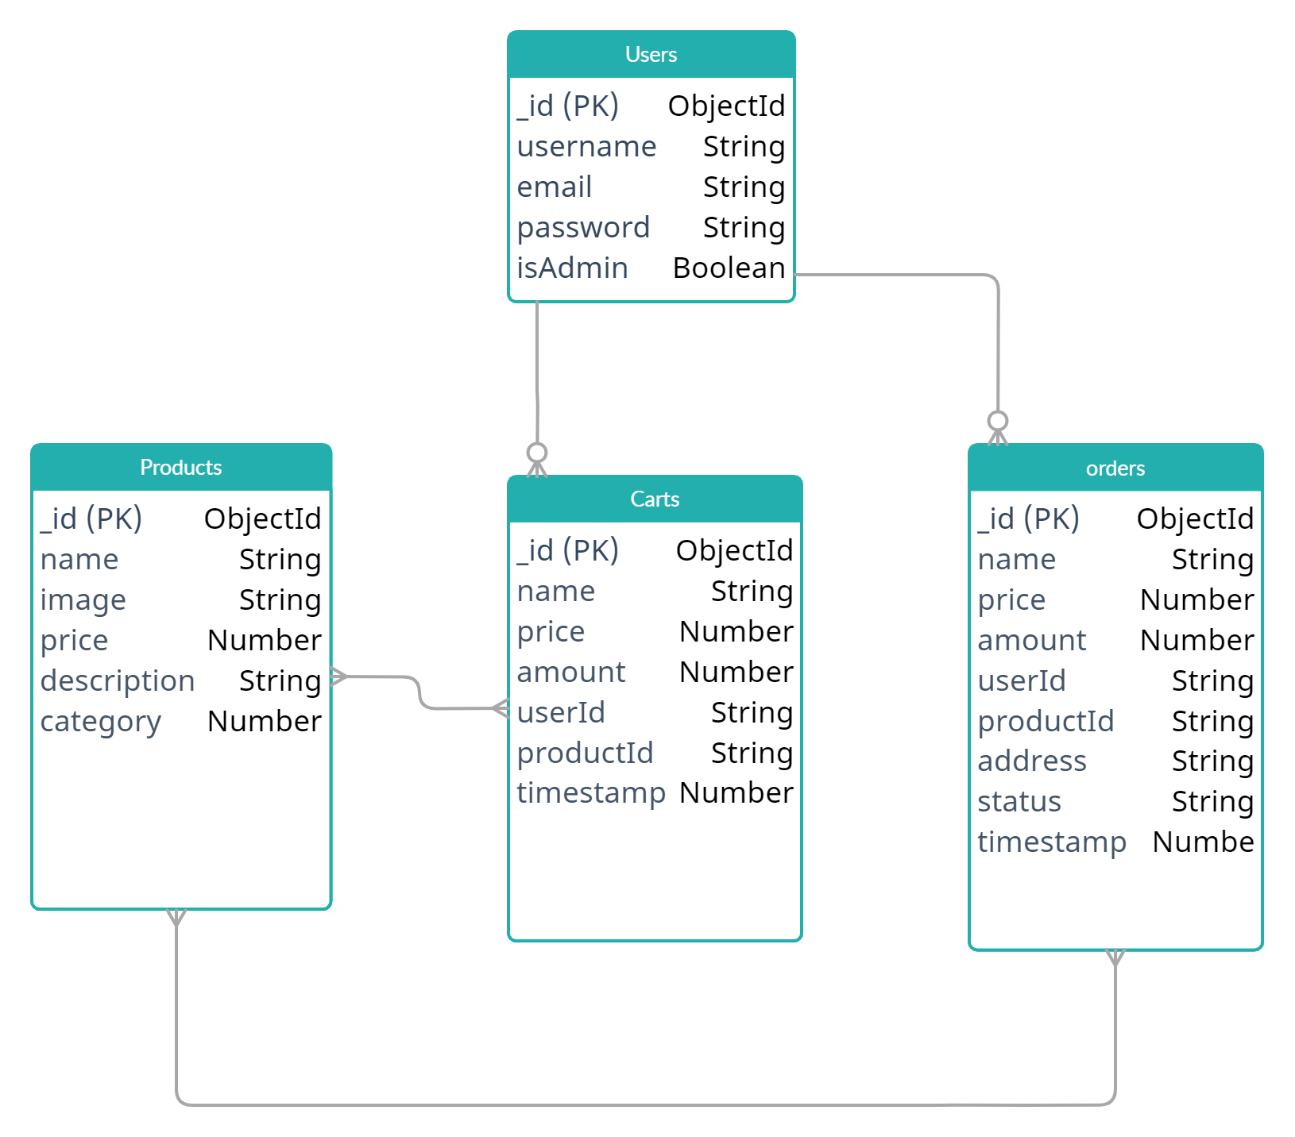 Users
_id (PK) ObjectId
username String
email String
password String
isAdmin Boolean
Products
_id (PK) ObjectId
name String
image String
price Number
description String
category Number
Carts
_id (PK) ObjectId
name String
price Number
amount Number
userId String
productId String
timestamp Number
orders
_id (PK) ObjectId
name String
price Number
amount Number
userId String
productId String
address String
status String
timestamp Numbe